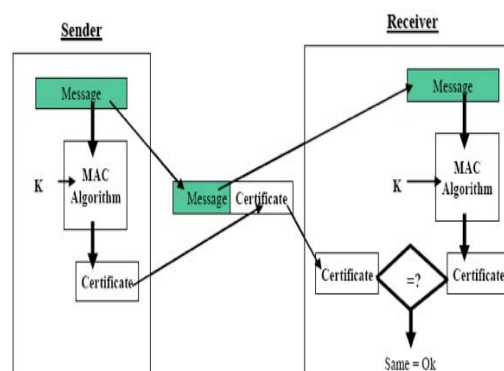 Sender
Receiver
Message
Message
K
MAC
Algorithm
Message
Certificate
K
MAC
Algorithm
Certificate
Certificate
=?
Certificate
Same = Ok